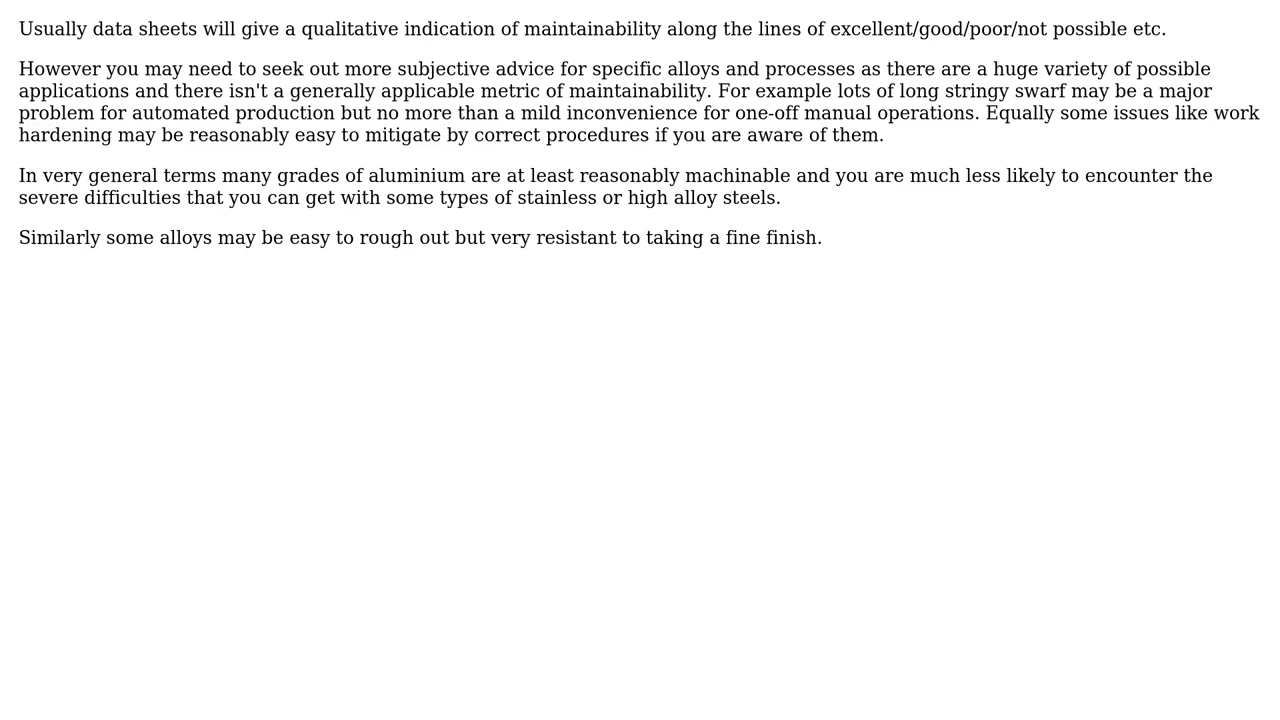 Usually data sheets will give a qualitative indication of maintainability along the lines of excellent/good/poor/not possible etc.
However you may need to seek out more subjective advice for specific alloys and processes as there are a huge variety of possible
applications and there isn't a generally applicable metric of maintainability. For example lots of long stringy swarf may be a major
problem for automated production but no more than a mild inconvenience for one-off manual operations. Equally some issues like work
hardening may be reasonably easy to mitigate by correct procedures if you are aware of them.
In very general terms many grades of aluminium are at least reasonably machinable and you are much less likely to encounter the
severe difficulties that you can get with some types of stainless or high alloy steels.
Similarly some alloys may be easy to rough out but very resistant to taking a fine finish.